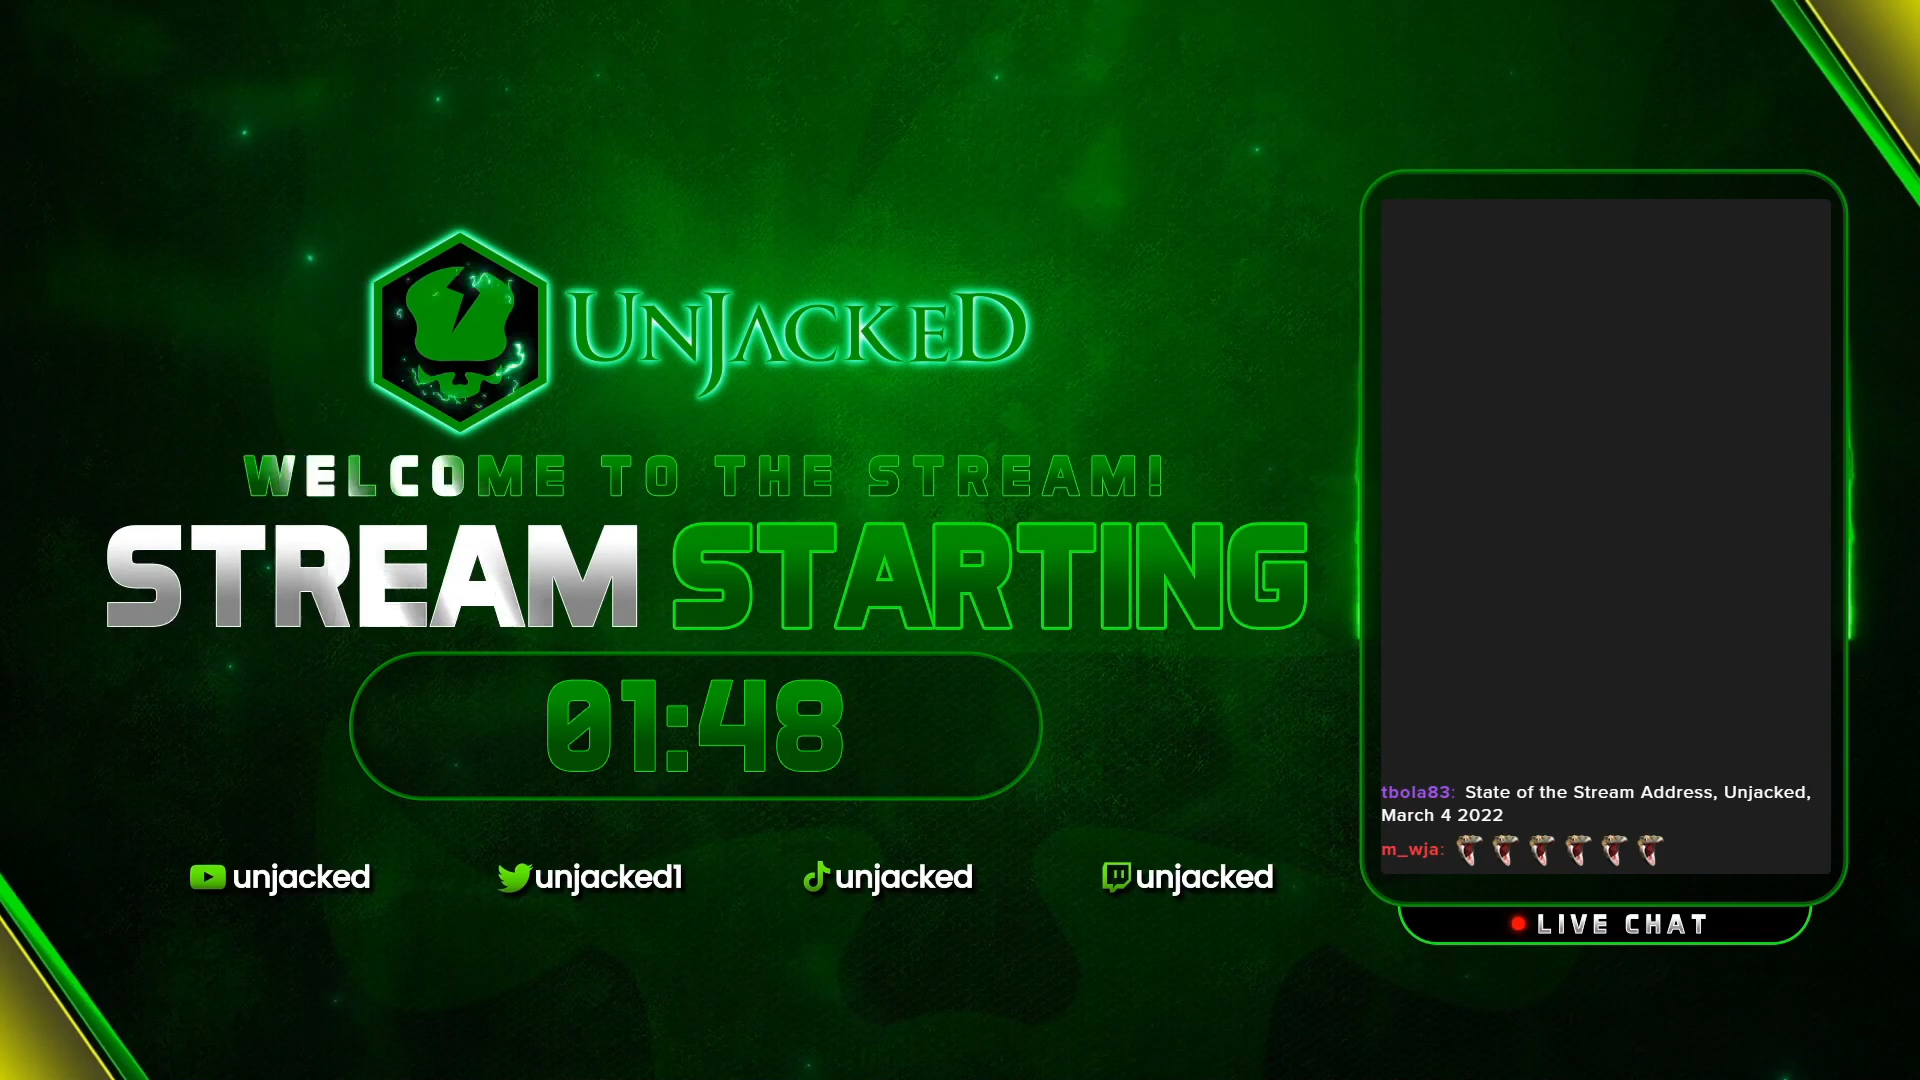 UNJACKED
WELCOME TO THE STREAM!
STREAM STARTING
01:48
unjacked
unjacked1
unjacked
unjacked
tbola83: State of the Stream Address, Unjacked,
March 4 2022
m_wja:
LIVE CHAT